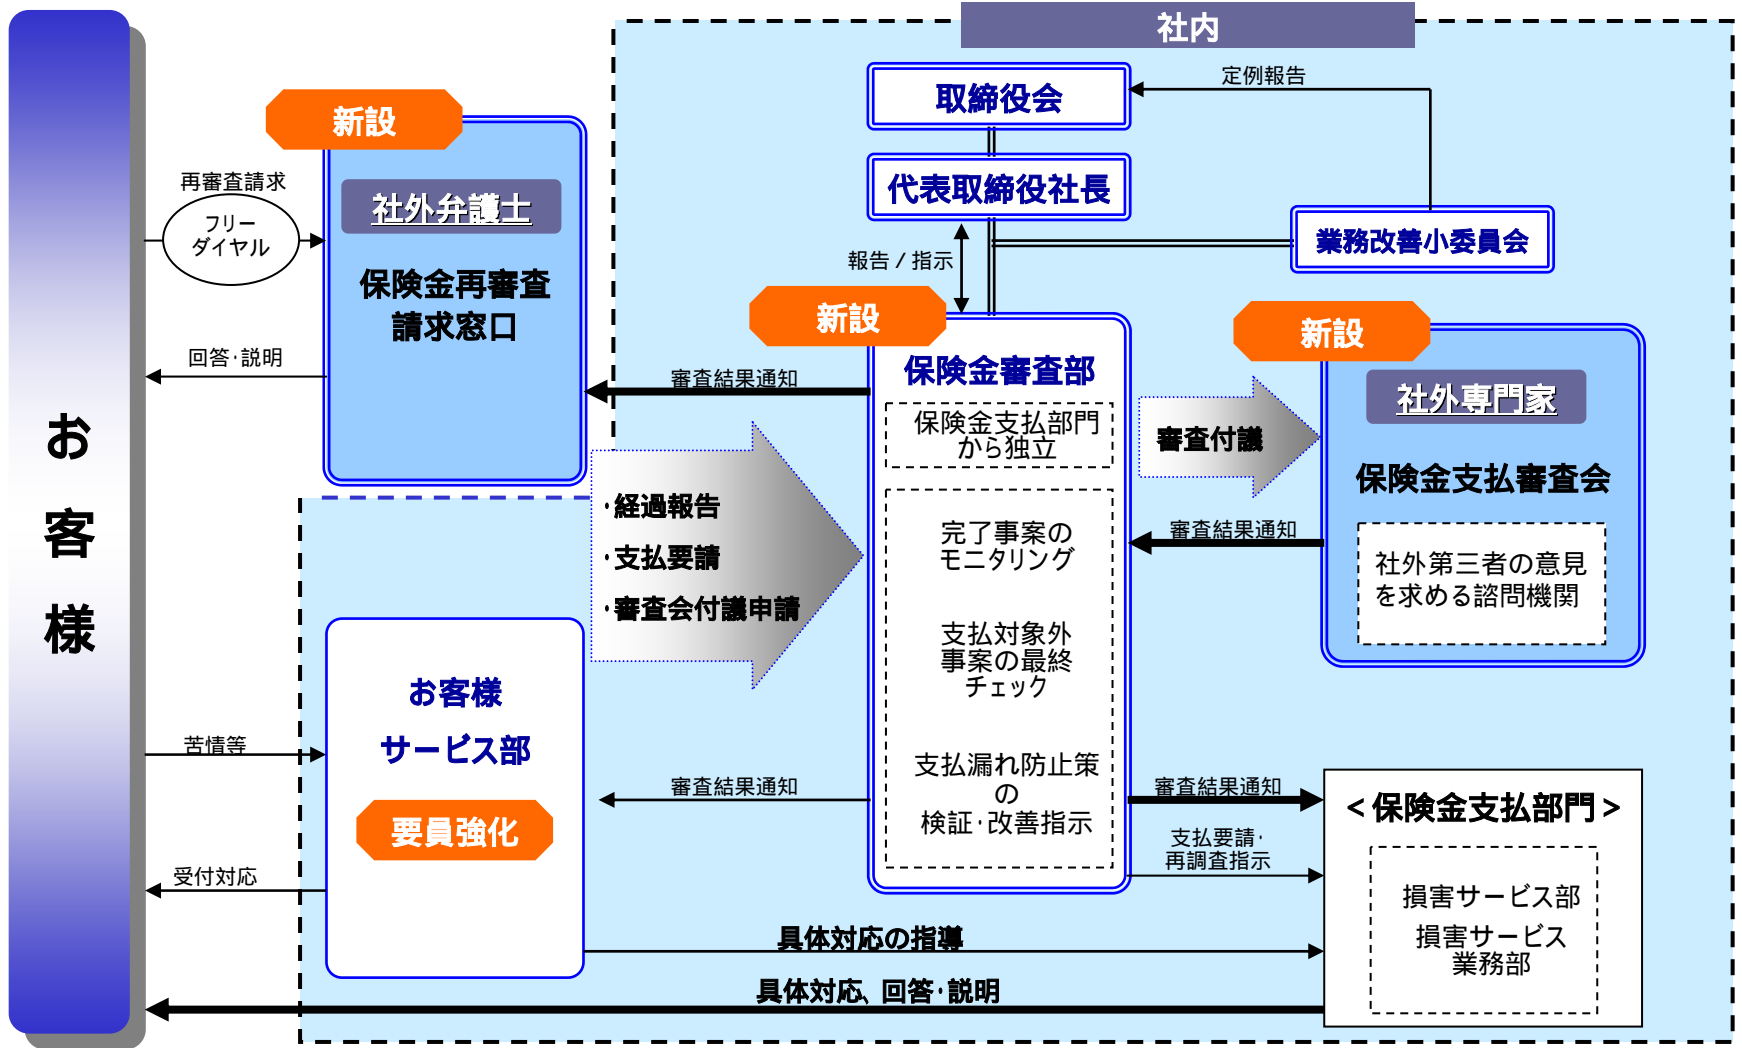 社内
取締役会
定例報告
新設
代表取締役社長
再審査請求
フリー
ダイヤル
社外弁護士
業務改善小委員会
報告／指示
保険金再審査
請求窓口
新設
新設
回答・説明
審査結果通知
保険金審査部
社外専門家
保険金支払部門
から独立
審査付議
お
客
様
保険金支払審査会
・経過報告
・支払要請
・審査会付議申請
審査結果通知
完了事案の
モニタリング
社外第三者の意見
を求める諮問機関
支払対象外
事案の最終
チェック
お客様
サービス部
苦情等
支払漏れ防止策
の
検証・改善指示
審査結果通知
審査結果通知
＜保険金支払部門＞
要員強化
支払要請・
再調査指示
受付対応
損害サービス部
損害サービス
業務部
具体対応の指導
具体対応、回答・説明